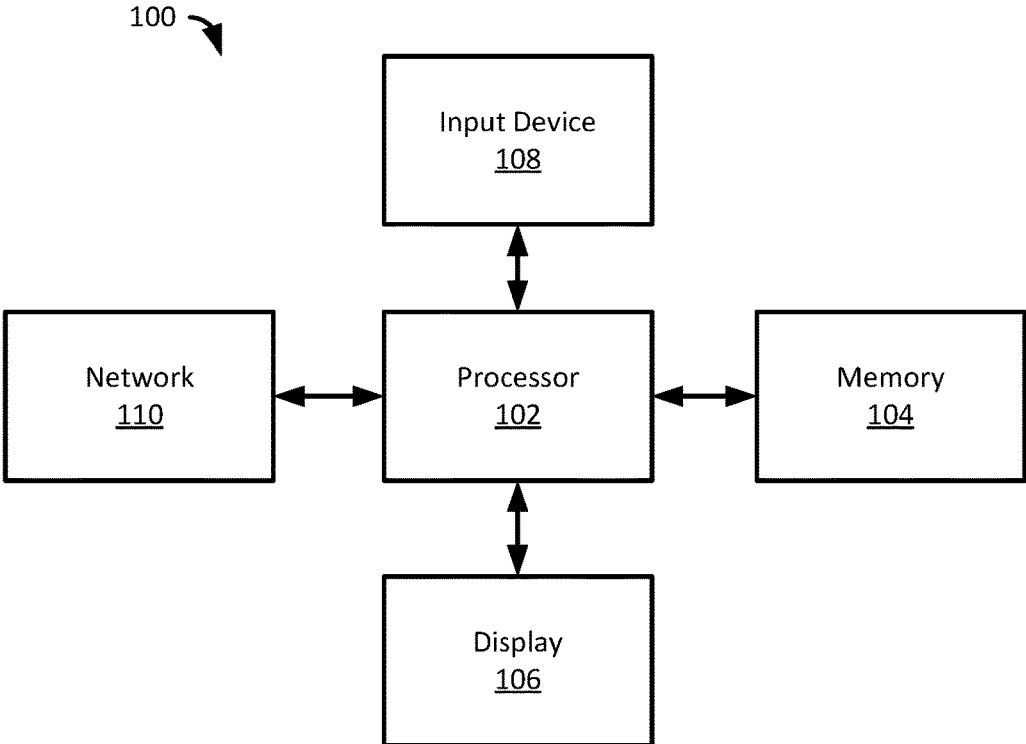 100
Input Device
108
Network
110
Processor
102
Memory
104
Display
106